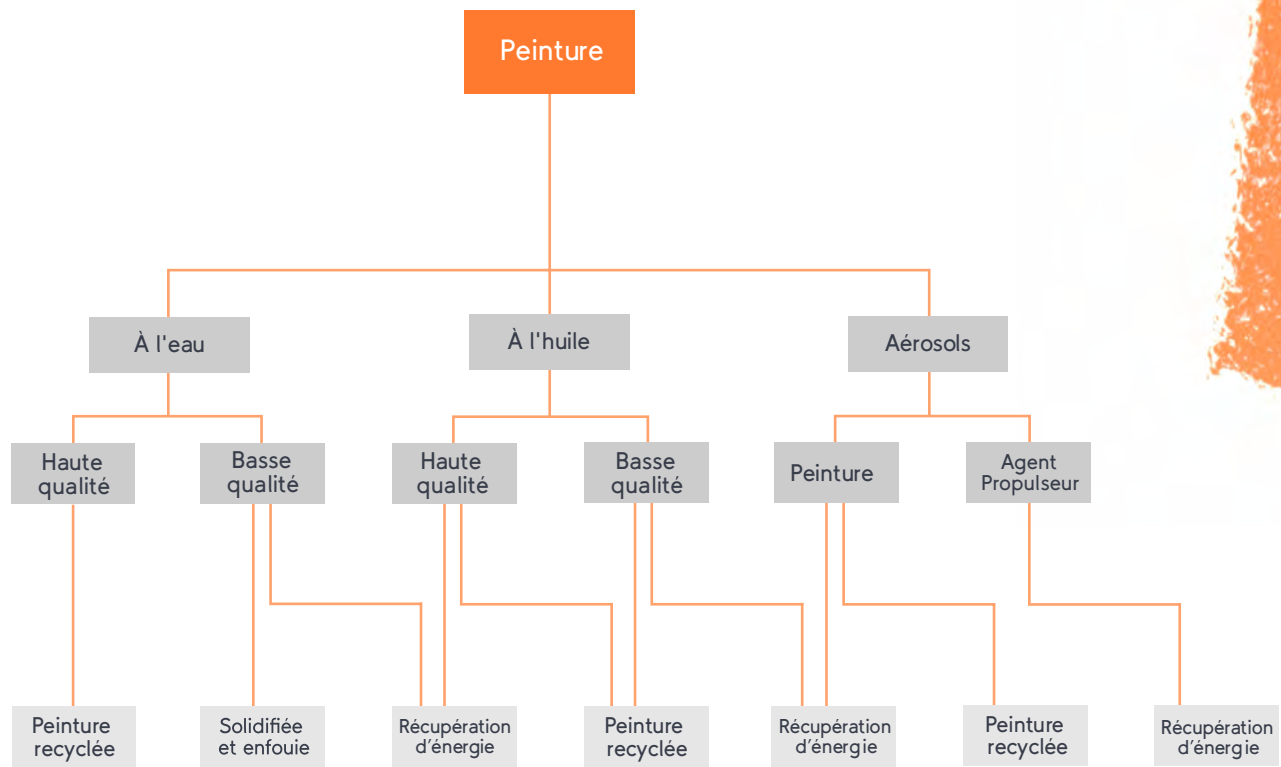 Peinture
À l'eau
À l'huile
Aérosols
Haute
qualité
Basse
qualité
Haute
qualité
Basse
qualité
Peinture
Agent
Propulseur
Peinture
recyclée
Solidifiée
et enfouie
Récupération
d'énergie
Peinture
recyclée
Récupération
d'énergie
Peinture
recyclée
Récupération
d'énergie